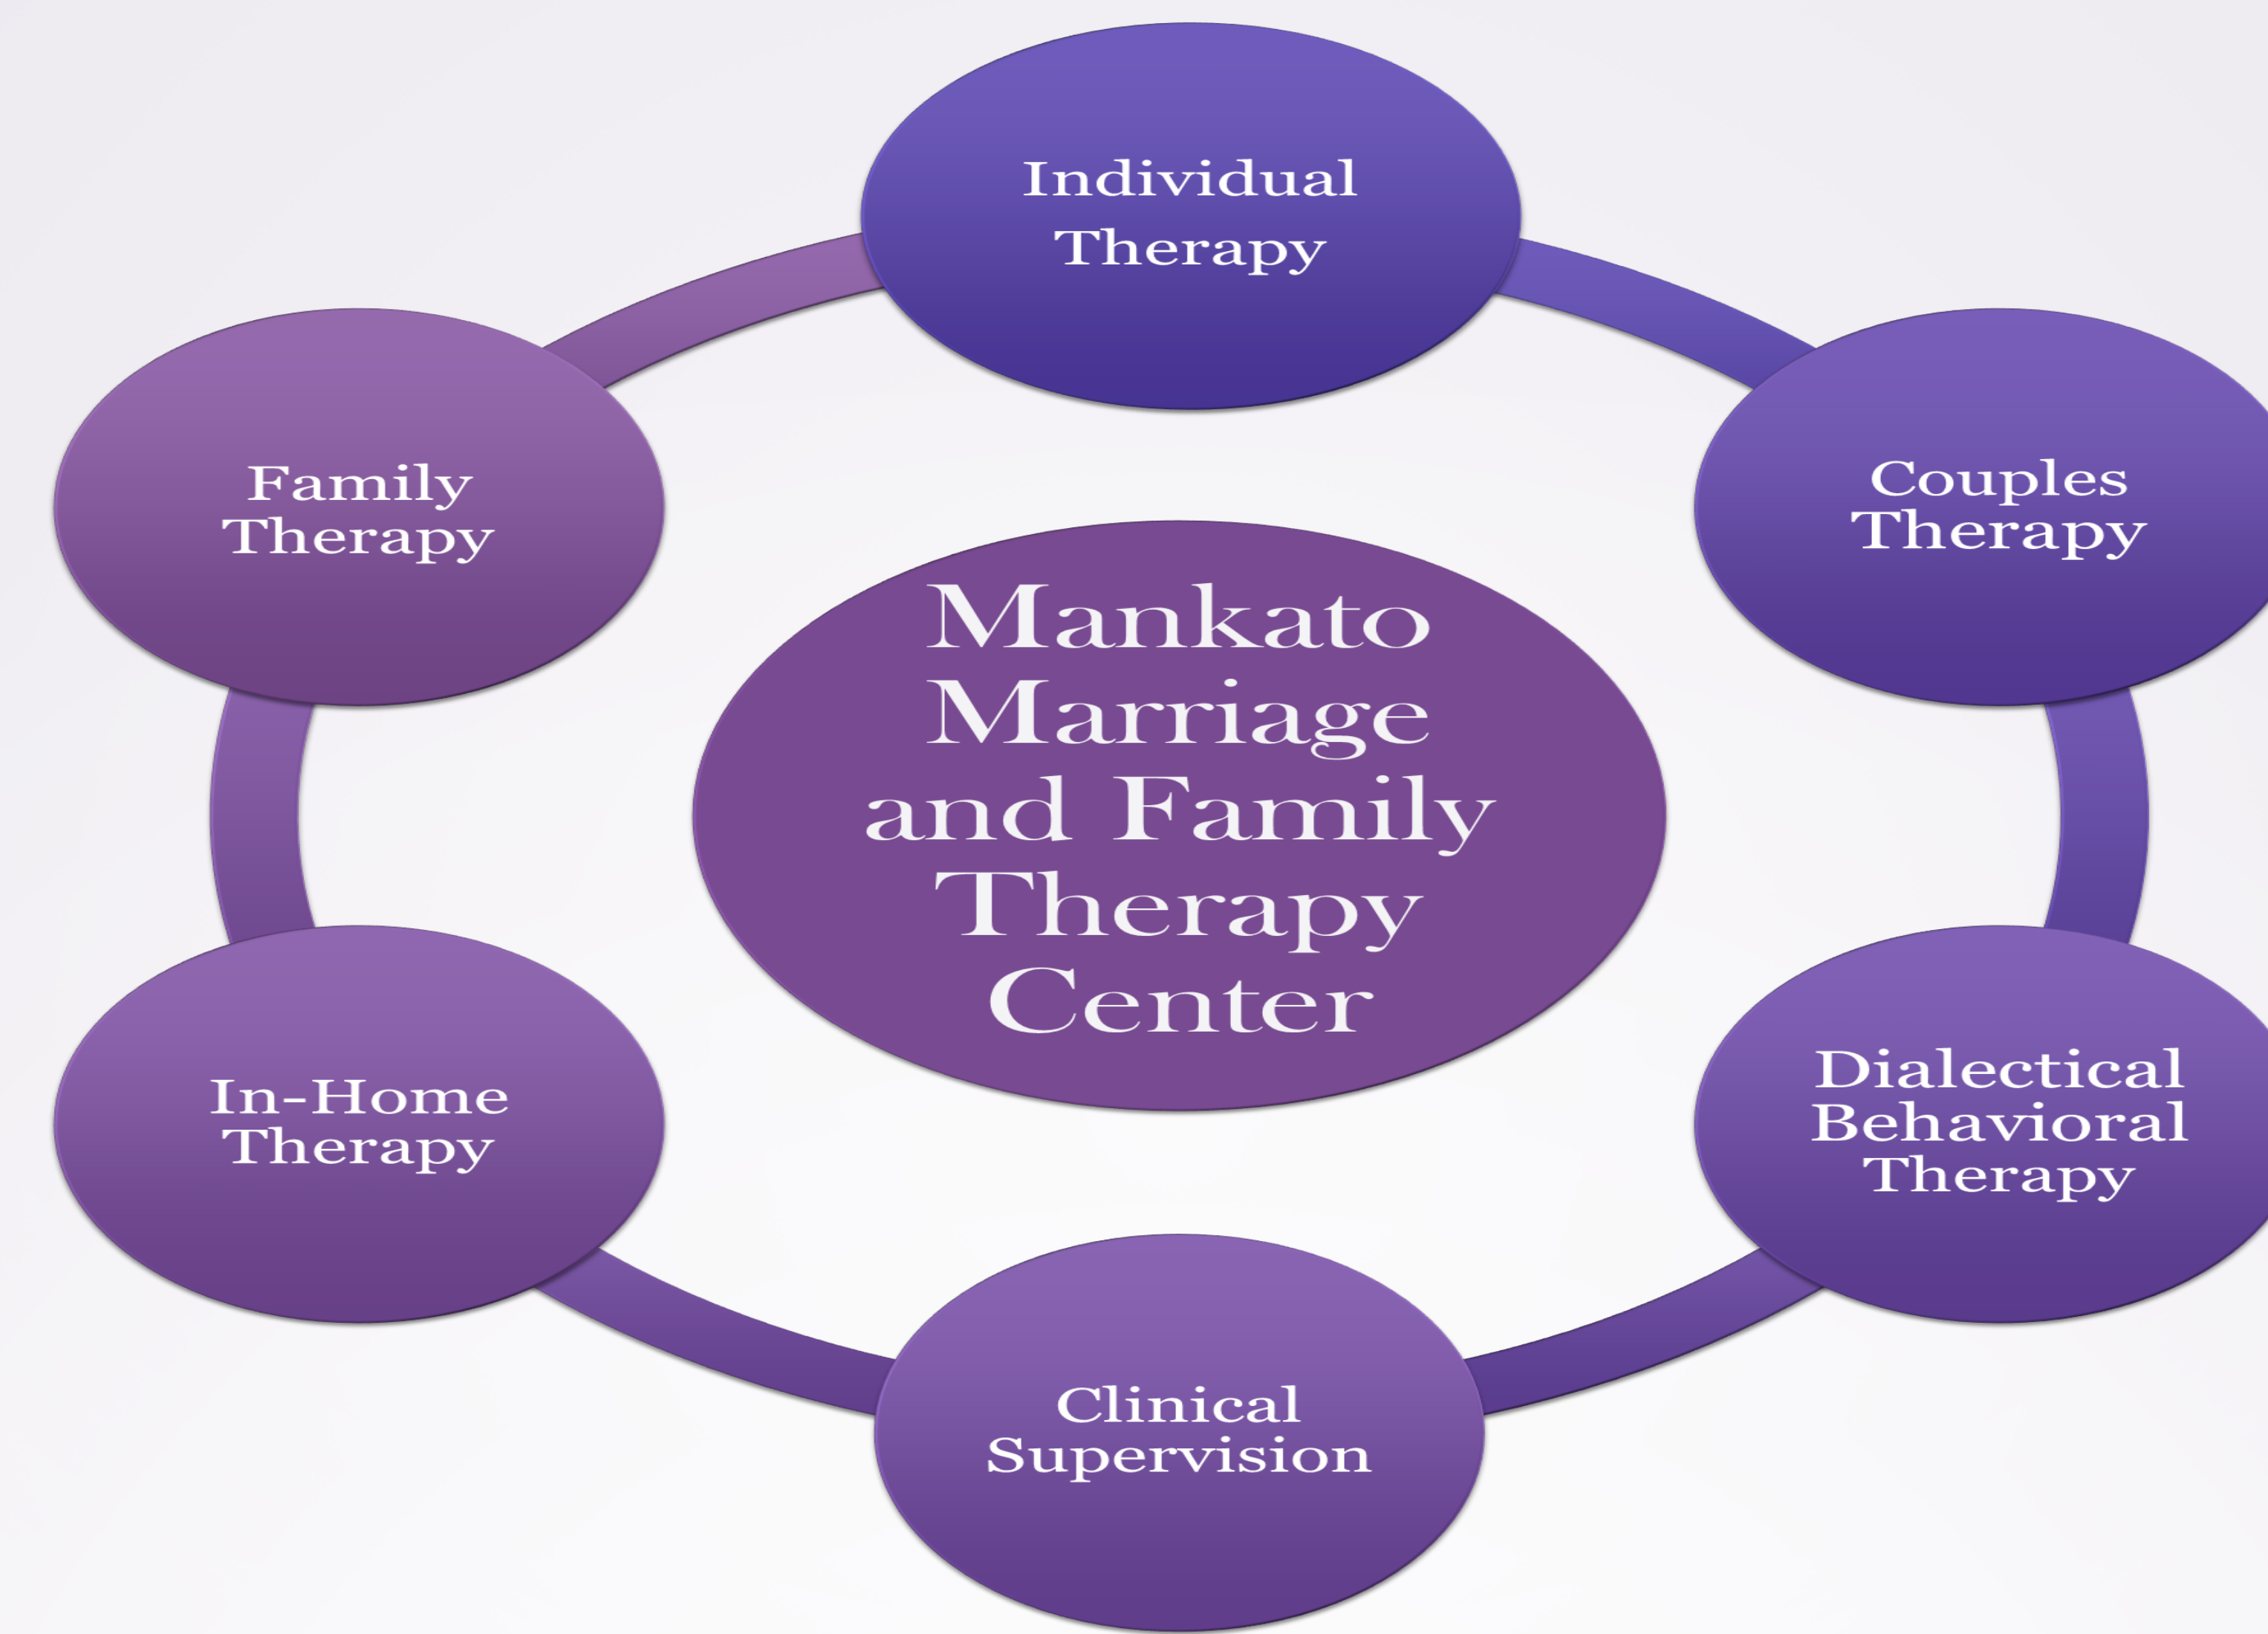 Individual
Therapy
Couples
Therapy
Dialectical
Behavioral
Therapy
Clinical
Supervision
In-Home
Therapy
Family
Therapy
Mankato
Marriage
and Family
Therapy
Center